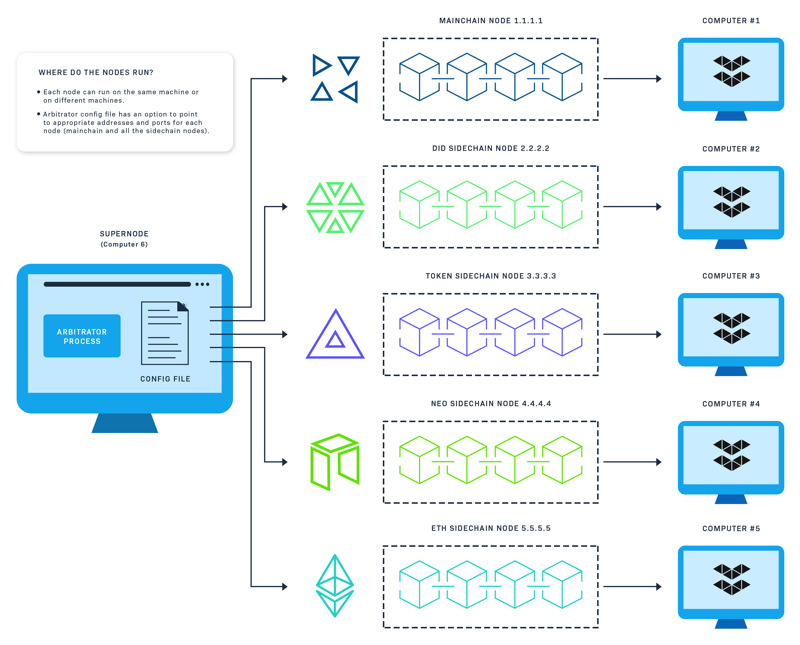 MAINCHAIN NODE 1.1.1.1
COMPUTER #1
WHERE DO THE NODES RUN?
• Each node can run on the same machine or
on different machines.
• Arbitrator config file has an option to point
to appropriate addresses and ports for each
node (mainchain and all the sidechain nodes).
DID SIDECHAIN NODE 2.2.2.2
COMPUTER #2
SUPERNODE
(Computer 6)
TOKEN SIDECHAIN NODE 3.3.3.3
COMPUTER #3
ARBITRATOR
PROCESS
CONFIG FILE
NEO SIDECHAIN NODE 4.4.4.4
COMPUTER #4
ETH SIDECHAIN NODE 5.5.5.5
COMPUTER #5